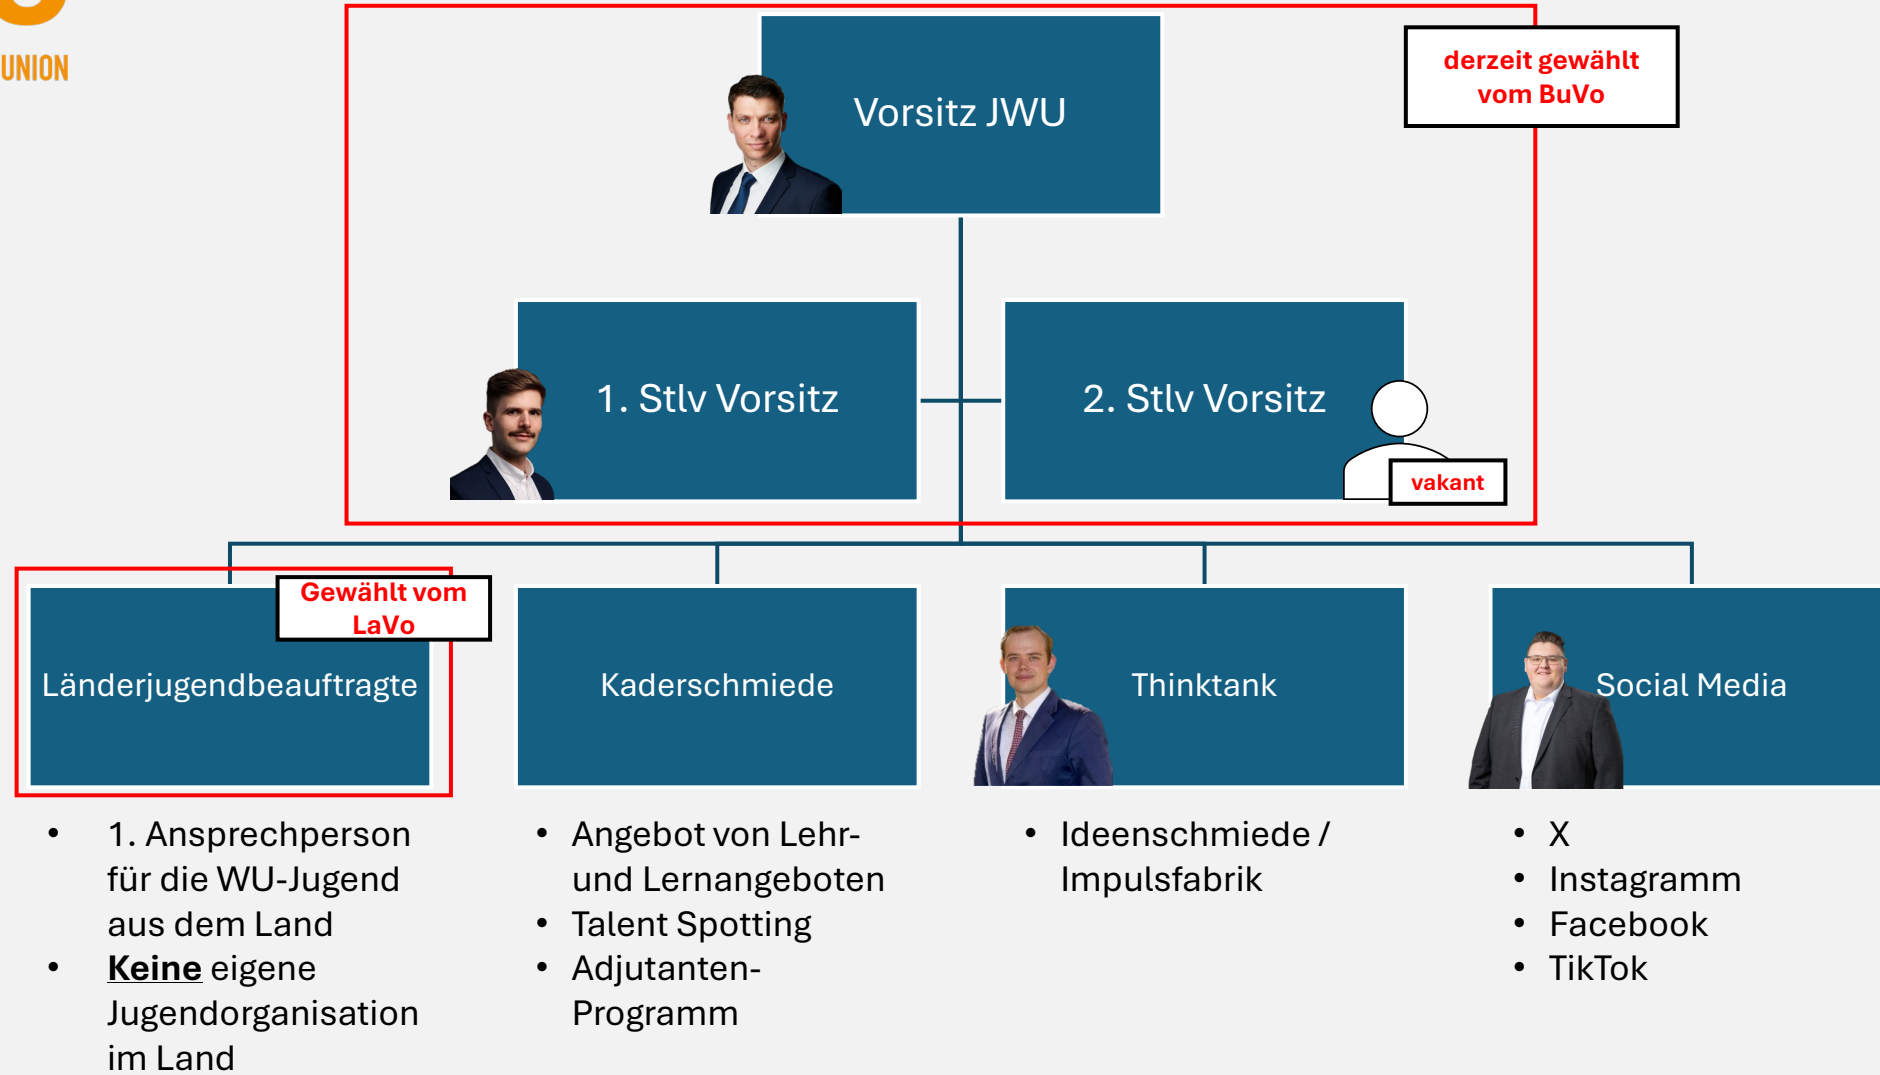 UNION
derzeit gewählt
vom BuVo
Vorsitz JWU
1. Stlv Vorsitz
2. Stlv Vorsitz
vakant
Gewählt vom
LaVo
Länderjugendbeauftragte
Kaderschmiede
Thinktank
Social Media
• 1. Ansprechperson
für die WU-Jugend
aus dem Land
• Keine eigene
Jugendorganisation
im Land
• Angebot von Lehr-
und Lernangeboten
• Talent Spotting
• Adjutanten-
Programm
• Ideenschmiede /
Impulsfabrik
• X
• Instagramm
• Facebook
• TikTok